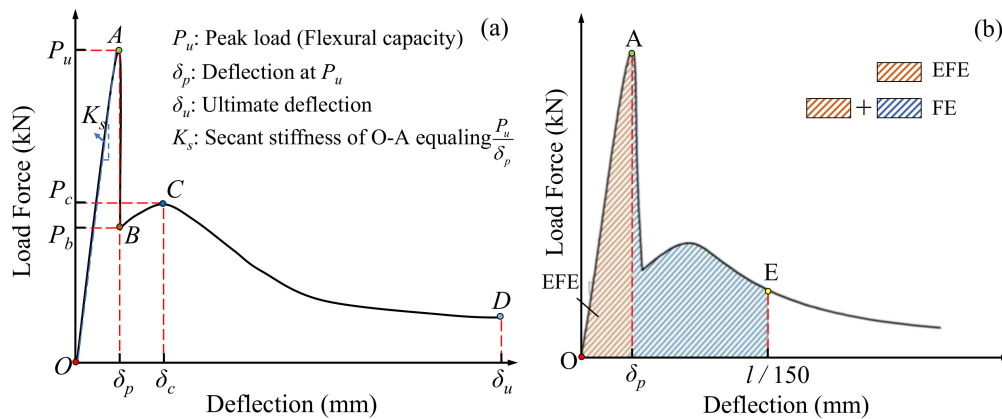 (a)
P_u: Peak load (Flexural capacity)
δ_p: Deflection at P_u
δ_u: Ultimate deflection
K_s: Secant stiffness of O-A equaling P_u/δ_p
Load Force (kN)
P_u
P_c
P_b
K_s
A
B
C
D
O
δ_p
δ_c
δ_u
Deflection (mm)
(b)
EFE
+ FE
Load Force (kN)
A
E
EFE
O
δ_p
l / 150
Deflection (mm)